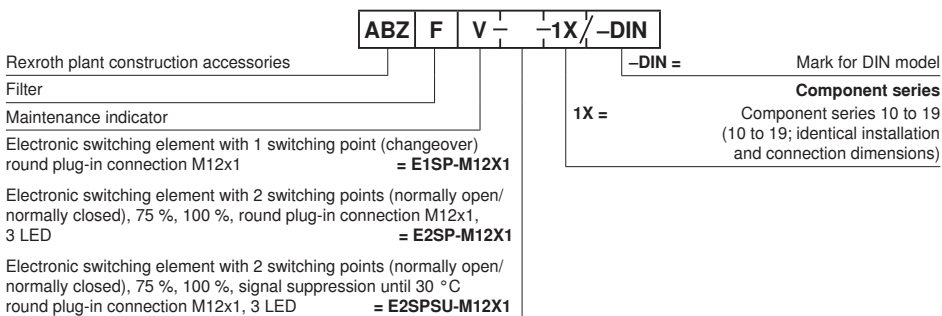 ABZ F V – –1X/ –DIN
Rexroth plant construction accessories
Filter
Maintenance indicator
Electronic switching element with 1 switching point (changeover)
round plug-in connection M12x1 = E1SP-M12X1
Electronic switching element with 2 switching points (normally open/
normally closed), 75 %, 100 %, round plug-in connection M12x1,
3 LED = E2SP-M12X1
Electronic switching element with 2 switching points (normally open/
normally closed), 75 %, 100 %, signal suppression until 30 °C
round plug-in connection M12x1, 3 LED = E2SPSU-M12X1
–DIN = Mark for DIN model
Component series
1X = Component series 10 to 19
(10 to 19; identical installation
and connection dimensions)